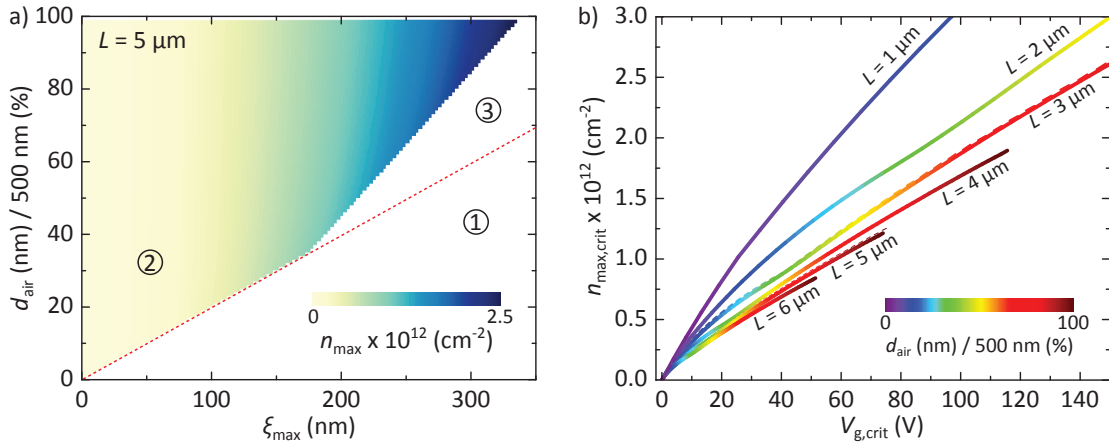 a)
L = 5 µm
d_air (nm) / 500 nm (%)
100
80
60
40
20
0
①
②
③
0 2.5
n_max x 10^12 (cm^-2)
0 100 200 300
ξ_max (nm)
b)
n_max,crit x 10^12 (cm^-2)
3.0
2.5
2.0
1.5
1.0
0.5
0.0
L = 1 µm
L = 2 µm
L = 3 µm
L = 4 µm
L = 5 µm
L = 6 µm
0 100
d_air (nm) / 500 nm (%)
0 20 40 60 80 100 120 140
V_g,crit (V)